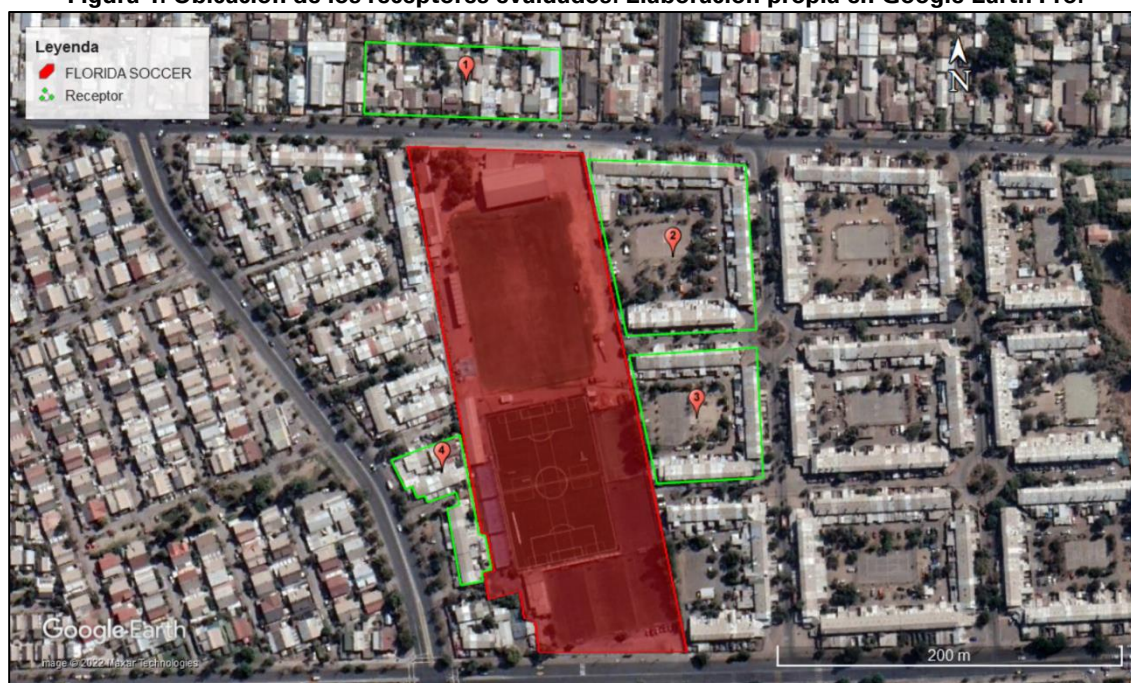 Figura 1. Ubicación de los receptores evaluados. Elaboración propia en Google Earth Pro.
Leyenda
FLORIDA SOCCER
Receptor
1
N
2
3
4
Google Earth
Image © 2022 Maxar Technologies
200 m